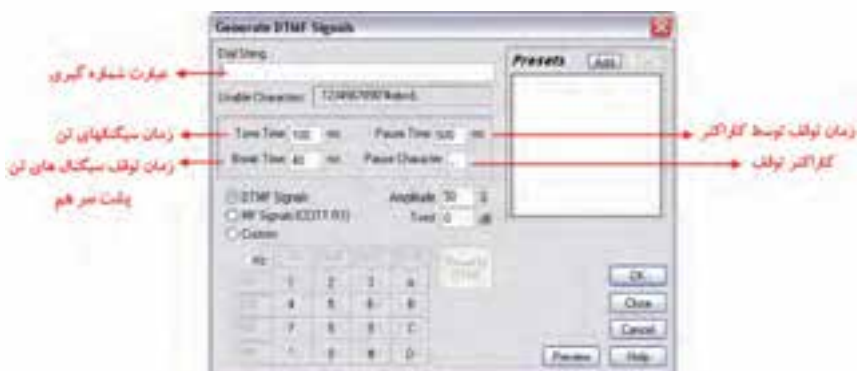 Generate DTMF Signals
Dial String
عبارت شماره گیری
Presets
Add
Usable Characters
زمان سیگنالهای تن
Tone Time 100 ms
Pause Time 500 ms
زمان توقف توسط کاراکتر
زمان توقف سیگنال های تن
پشت سر هم
Break Time
ms
Pause Character
کاراکتر توقف
DTMF Signals
Amplitude
MF Signals (CCITT R1)
Twist 0 dB
Custom
Hz
1 2 3 A
4 5 6 B
7 8 9 C
* 0 # D
OK
Close
Cancel
Preview
Help